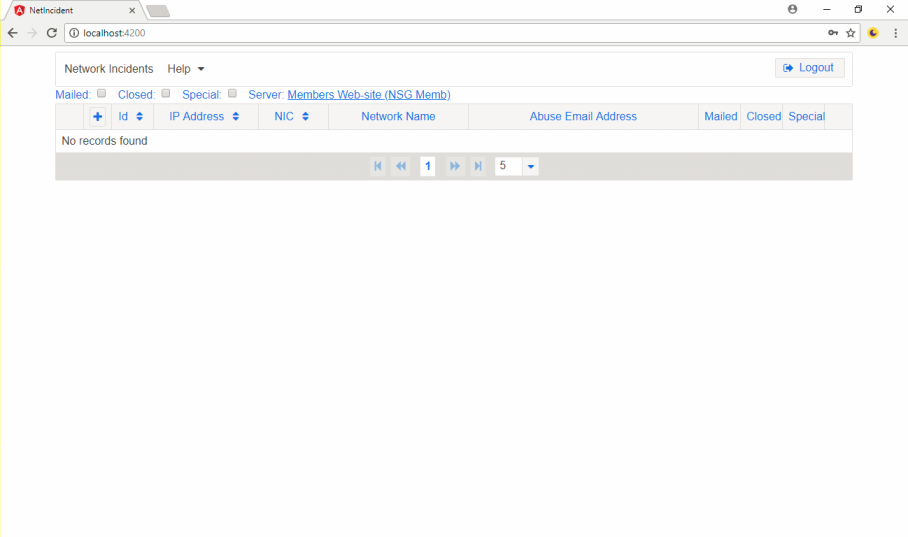 NetIncident
localhost:4200
Network Incidents Help Logout
Mailed: Closed: Special: Server: Members Web-site (NSG Memb)
+ Id IP Address NIC Network Name Abuse Email Address Mailed Closed Special
No records found
1 5